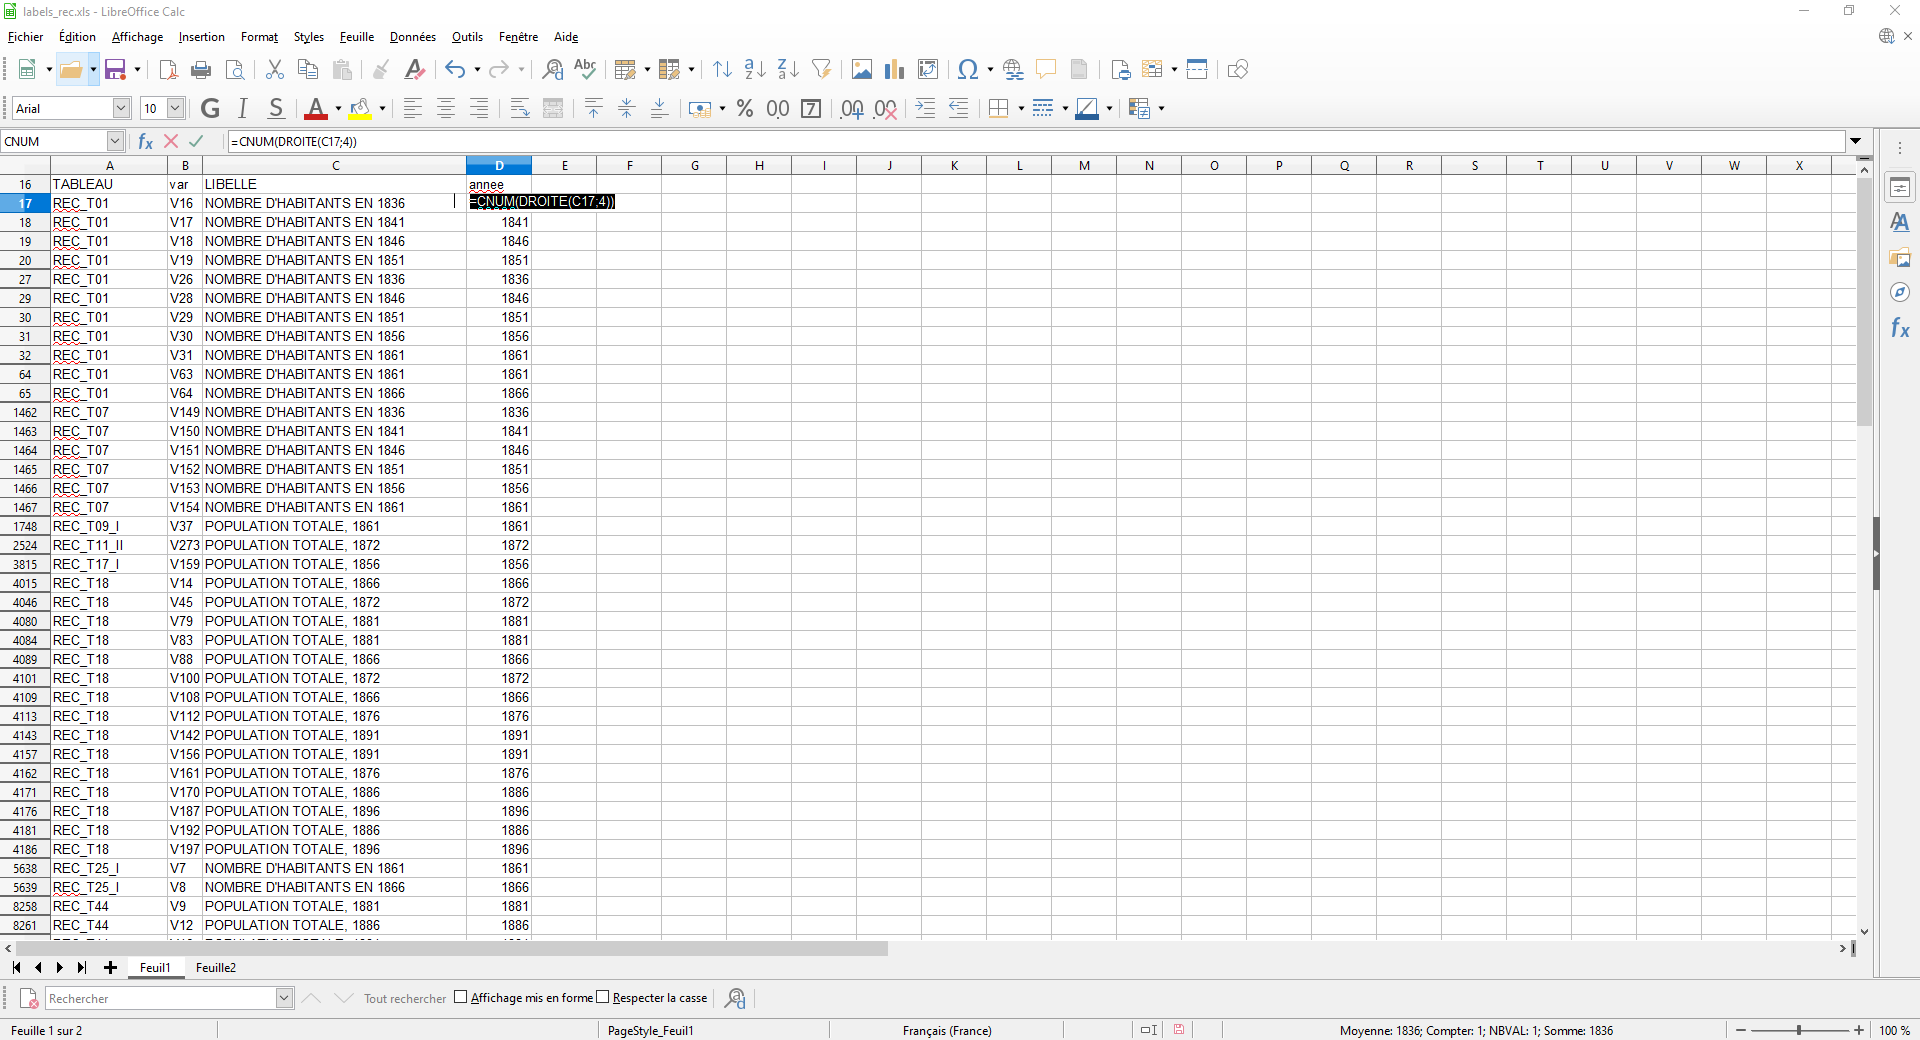 labels_rec.xls - LibreOffice Calc
Fichier Édition Affichage Insertion Format Styles Feuille Données Outils Fenêtre Aide
Arial 10 G I S A
CNUM fx =CNUM(DROITE(C17;4))
A B C D E F G H I J K L M N O P Q R S T U V W X
16 TABLEAU var LIBELLE annee
17 REC_T01 V16 NOMBRE D'HABITANTS EN 1836 =CNUM(DROITE(C17;4))
18 REC_T01 V17 NOMBRE D'HABITANTS EN 1841 1841
19 REC_T01 V18 NOMBRE D'HABITANTS EN 1846 1846
20 REC_T01 V19 NOMBRE D'HABITANTS EN 1851 1851
27 REC_T01 V26 NOMBRE D'HABITANTS EN 1836 1836
29 REC_T01 V28 NOMBRE D'HABITANTS EN 1846 1846
30 REC_T01 V29 NOMBRE D'HABITANTS EN 1851 1851
31 REC_T01 V30 NOMBRE D'HABITANTS EN 1856 1856
32 REC_T01 V31 NOMBRE D'HABITANTS EN 1861 1861
64 REC_T01 V63 NOMBRE D'HABITANTS EN 1861 1861
65 REC_T01 V64 NOMBRE D'HABITANTS EN 1866 1866
1462 REC_T07 V149 NOMBRE D'HABITANTS EN 1836 1836
1463 REC_T07 V150 NOMBRE D'HABITANTS EN 1841 1841
1464 REC_T07 V151 NOMBRE D'HABITANTS EN 1846 1846
1465 REC_T07 V152 NOMBRE D'HABITANTS EN 1851 1851
1466 REC_T07 V153 NOMBRE D'HABITANTS EN 1856 1856
1467 REC_T07 V154 NOMBRE D'HABITANTS EN 1861 1861
1748 REC_T09_I V37 POPULATION TOTALE, 1861 1861
2524 REC_T11_II V273 POPULATION TOTALE, 1872 1872
3815 REC_T17_I V159 POPULATION TOTALE, 1856 1856
4015 REC_T18 V14 POPULATION TOTALE, 1866 1866
4046 REC_T18 V45 POPULATION TOTALE, 1872 1872
4080 REC_T18 V79 POPULATION TOTALE, 1881 1881
4084 REC_T18 V83 POPULATION TOTALE, 1881 1881
4089 REC_T18 V88 POPULATION TOTALE, 1866 1866
4101 REC_T18 V100 POPULATION TOTALE, 1872 1872
4109 REC_T18 V108 POPULATION TOTALE, 1866 1866
4113 REC_T18 V112 POPULATION TOTALE, 1876 1876
4143 REC_T18 V142 POPULATION TOTALE, 1891 1891
4157 REC_T18 V156 POPULATION TOTALE, 1891 1891
4162 REC_T18 V161 POPULATION TOTALE, 1876 1876
4171 REC_T18 V170 POPULATION TOTALE, 1886 1886
4176 REC_T18 V187 POPULATION TOTALE, 1896 1896
4181 REC_T18 V192 POPULATION TOTALE, 1886 1886
4186 REC_T18 V197 POPULATION TOTALE, 1896 1896
5638 REC_T25_I V7 NOMBRE D'HABITANTS EN 1861 1861
5639 REC_T25_I V8 NOMBRE D'HABITANTS EN 1866 1866
8258 REC_T44 V9 POPULATION TOTALE, 1881 1881
8261 REC_T44 V12 POPULATION TOTALE, 1886 1886
Feuil1 Feuille2
Rechercher Tout rechercher Affichage mis en forme Respecter la casse
Feuille 1 sur 2 PageStyle_Feuil1 Français (France) Moyenne: 1836; Compter: 1; NBVAL: 1; Somme: 1836 100 %